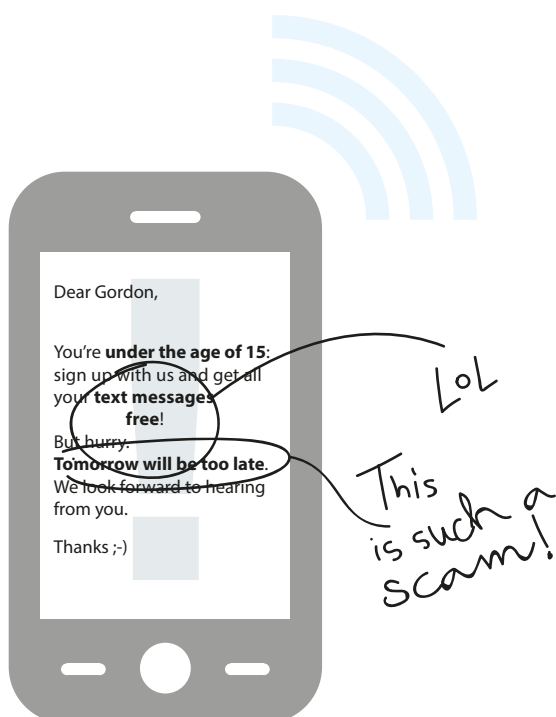 Dear Gordon,
You're under the age of 15:
sign up with us and get all
your text messages
free!
But hurry.
Tomorrow will be too late.
We look forward to hearing
from you.
Thanks ;-)
LOL
This
is such a
scam!